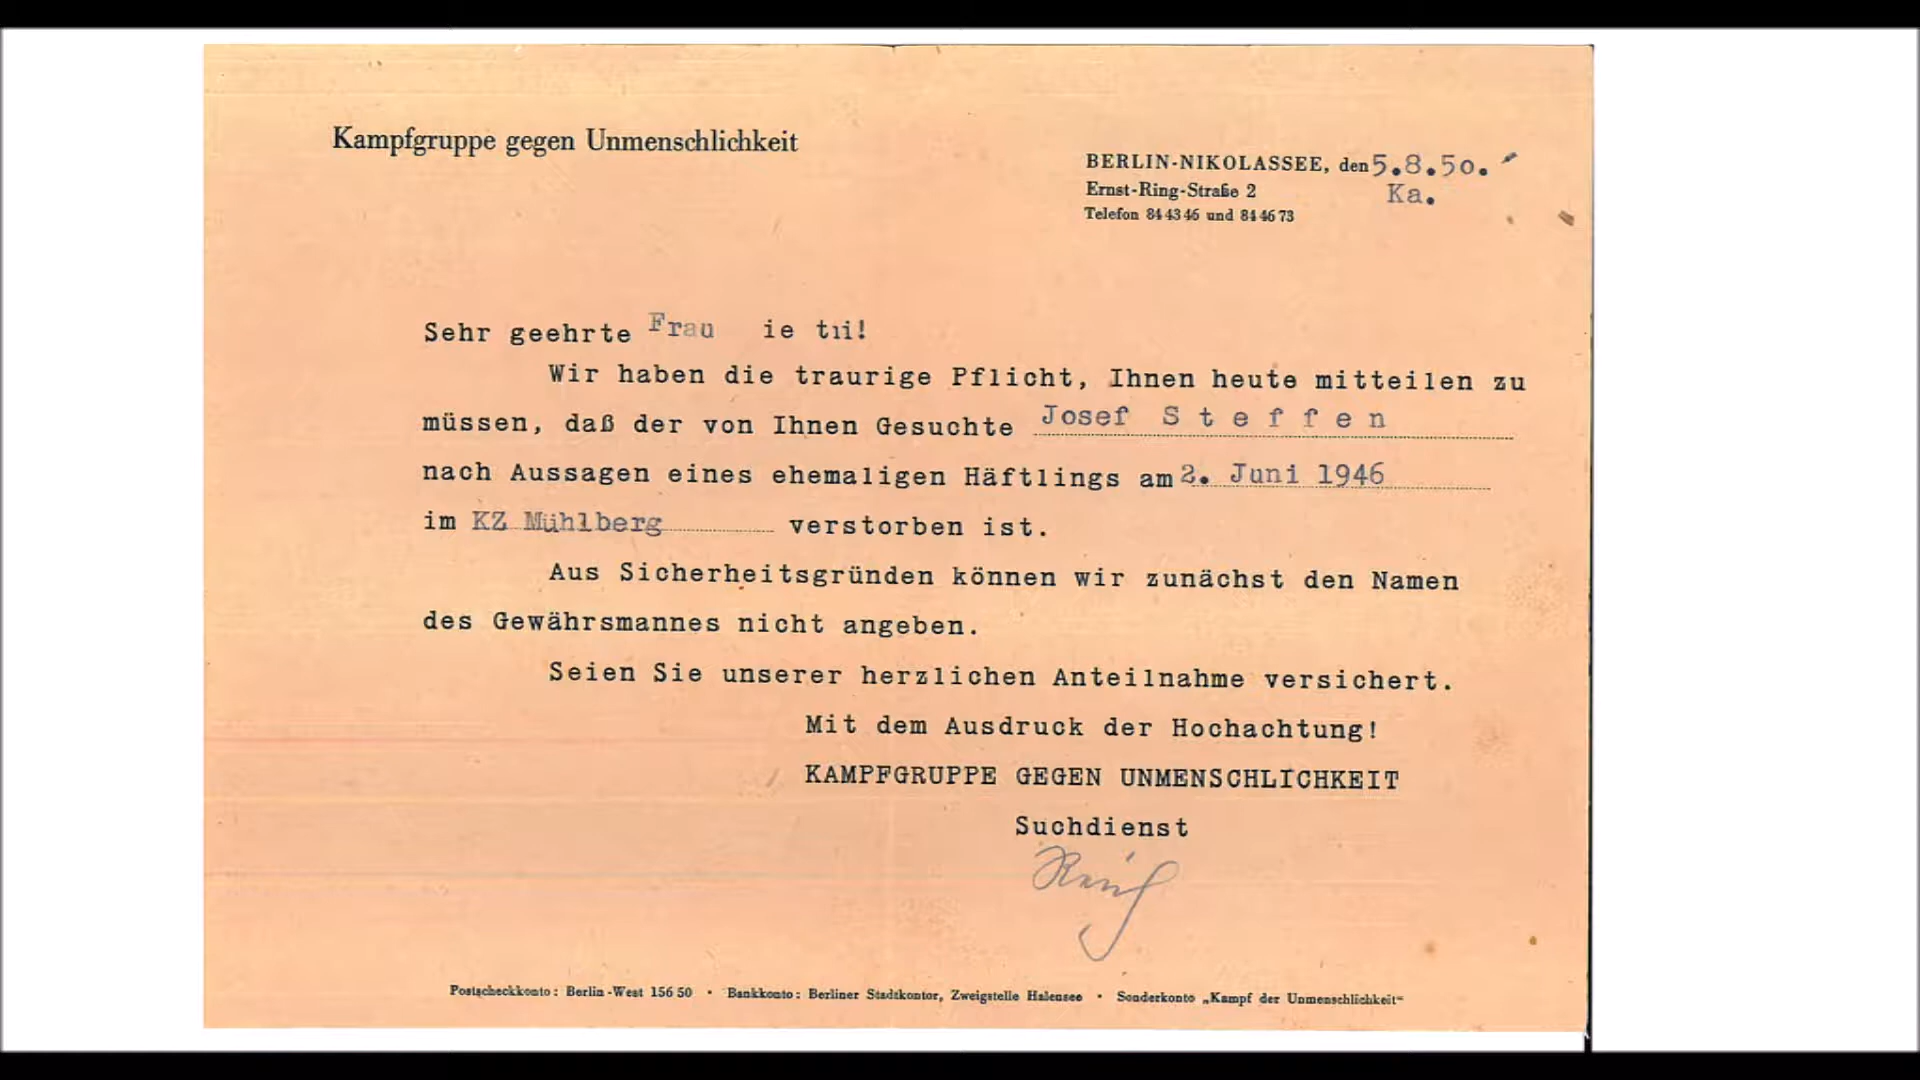 Kampfgruppe gegen Unmenschlichkeit
BERLIN-NIKOLASSEE, den 5.8.50.
Ernst-Ring-Straße 2 Ka.
Telefon 84 43 46 und 84 46 73
Sehr geehrte Frau
Wir haben die traurige Pflicht, Ihnen heute mitteilen zu
müssen, daß der von Ihnen Gesuchte Josef S t e f f e n
nach Aussagen eines ehemaligen Häftlings am 2. Juni 1946
im KZ Mühlberg verstorben ist.
Aus Sicherheitsgründen können wir zunächst den Namen
des Gewährsmannes nicht angeben.
Seien Sie unserer herzlichen Anteilnahme versichert.
Mit dem Ausdruck der Hochachtung!
KAMPFGRUPPE GEGEN UNMENSCHLICHKEIT
Suchdienst
Postscheckkonto: Berlin-West 156 50 · Bankkonto: Berliner Stadtkontor, Zweigstelle Halensee · Sonderkonto „Kampf der Unmenschlichkeit“